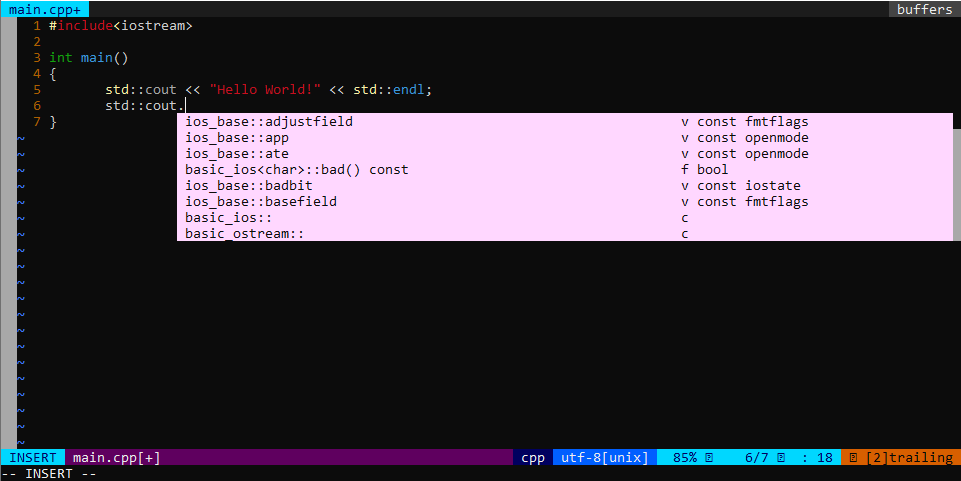 main.cpp+ buffers
1 #include<iostream>
2
3 int main()
4 {
5 std::cout << "Hello World!" << std::endl;
6 std::cout.
7 }
ios_base::adjustfield v const fmtflags
~ ios_base::app v const openmode
~ ios_base::ate v const openmode
~ basic_ios<char>::bad() const f bool
~ ios_base::badbit v const iostate
~ ios_base::basefield v const fmtflags
~ basic_ios:: c
~ basic_ostream:: c
~
~
~
~
~
~
~
~
~
~
~
~
~
INSERT main.cpp[+] cpp utf-8[unix] 85% 6/7 : 18 [2]trailing
-- INSERT --